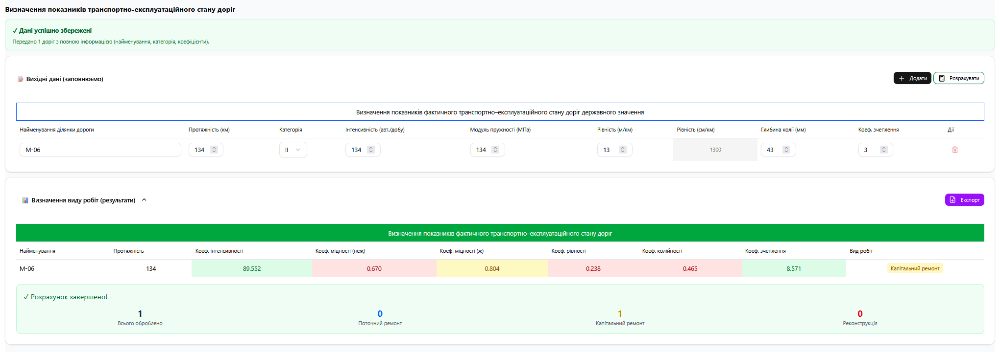 Визначення показників транспортно-експлуатаційного стану доріг
✓ Дані успішно збережені
Передано 1 доріг з повною інформацією (найменування, категорія, коефіцієнти).
Вихідні дані (заповнюємо)
+ Додати
Розрахувати
Визначення показників фактичного транспортно–експлуатаційного стану доріг державного значення
Найменування ділянки дороги Протяжність (км) Категорія Інтенсивність (авт./добу) Модуль пружності (МПа) Рівність (м/км) Рівність (см/км) Глибина колії (мм) Коеф. зчеплення Дії
М-06 134 II 134 134 13 1300 43 3
Визначення виду робіт (результати)
Експорт
Визначення показників фактичного транспортно–експлуатаційного стану доріг
Найменування Протяжність Коеф. інтенсивності Коеф. міцності (неж) Коеф. міцності (ж) Коеф. рівності Коеф. колійності Коеф. зчеплення Вид робіт
М-06 134 89.552 0.670 0.804 0.238 0.465 8.571 Капітальний ремонт
✓ Розрахунок завершено!
1 0 1 0
Всього оброблено Поточний ремонт Капітальний ремонт Реконструкція